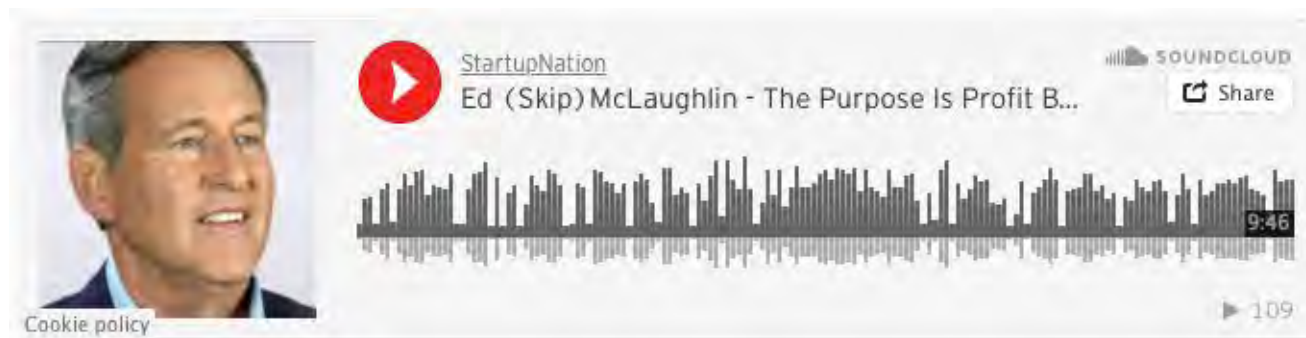 StartupNation
SOUNDCLOUD
Ed (Skip) McLaughlin - The Purpose Is Profit B...
Share
9:46
109
Cookie policy